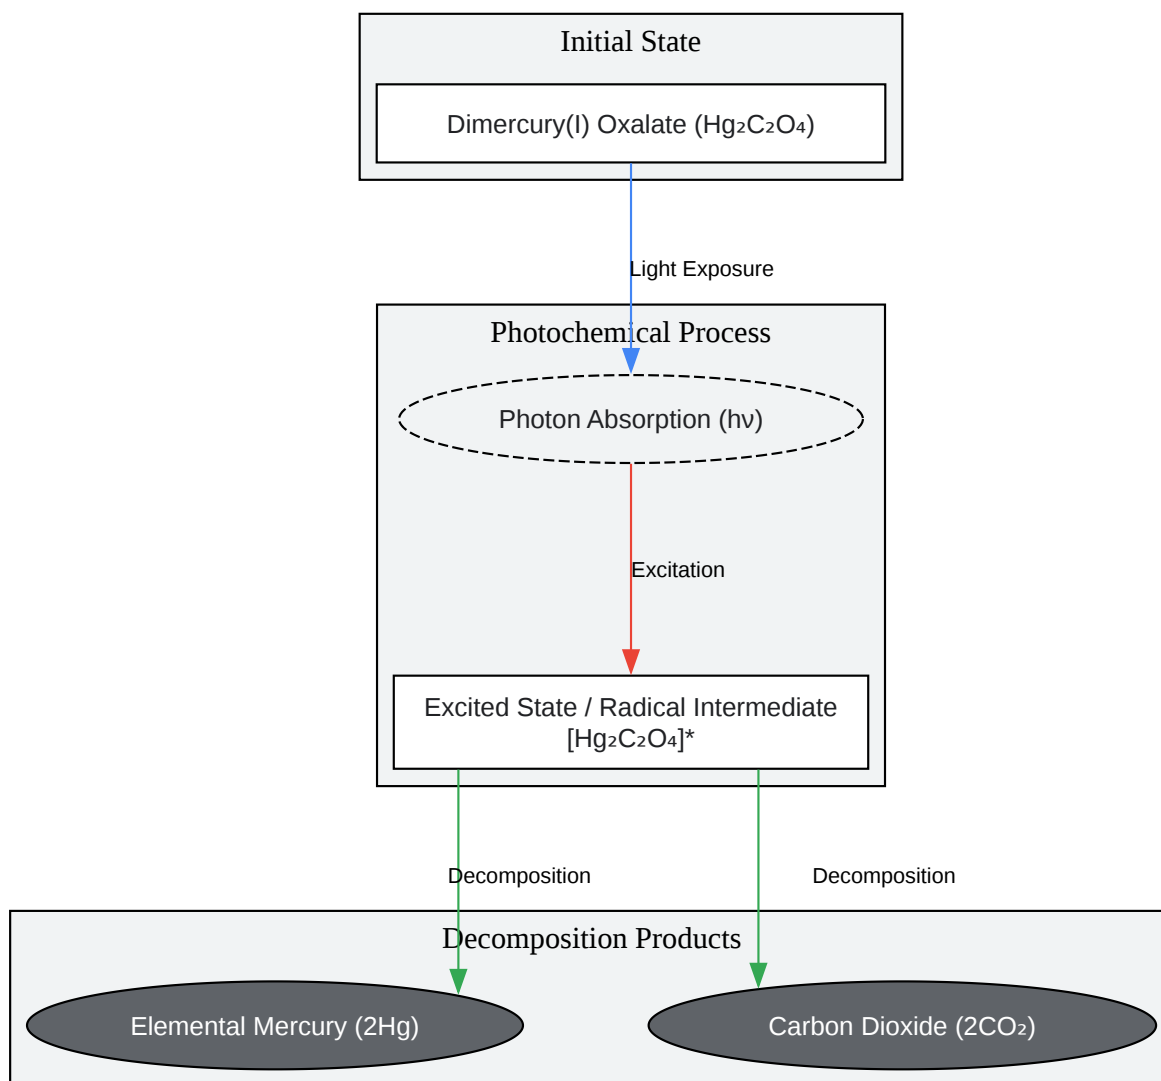 Initial State
Dimercury(I) Oxalate (Hg₂C₂O₄)
Light Exposure
Photochemical Process
Photon Absorption (hν)
Excitation
Excited State / Radical Intermediate
[Hg₂C₂O₄]*
Decomposition
Decomposition
Decomposition Products
Elemental Mercury (2Hg)
Carbon Dioxide (2CO₂)